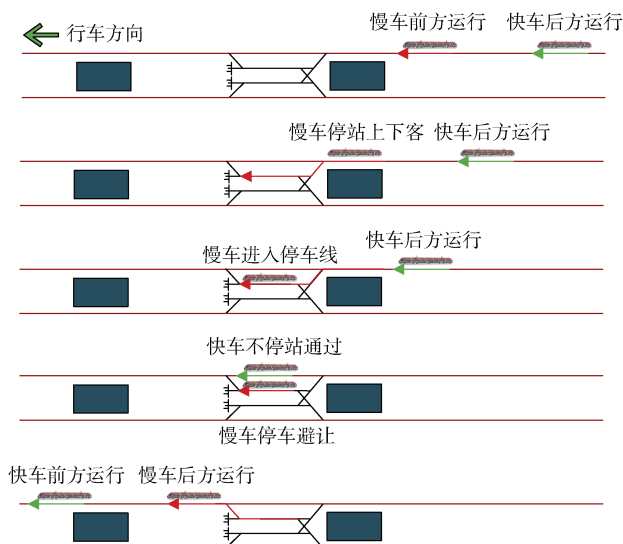 行车方向
慢车前方运行 快车后方运行
慢车停站上下客 快车后方运行
快车后方运行
慢车进入停车线
快车不停站通过
慢车停车避让
快车前方运行 慢车后方运行